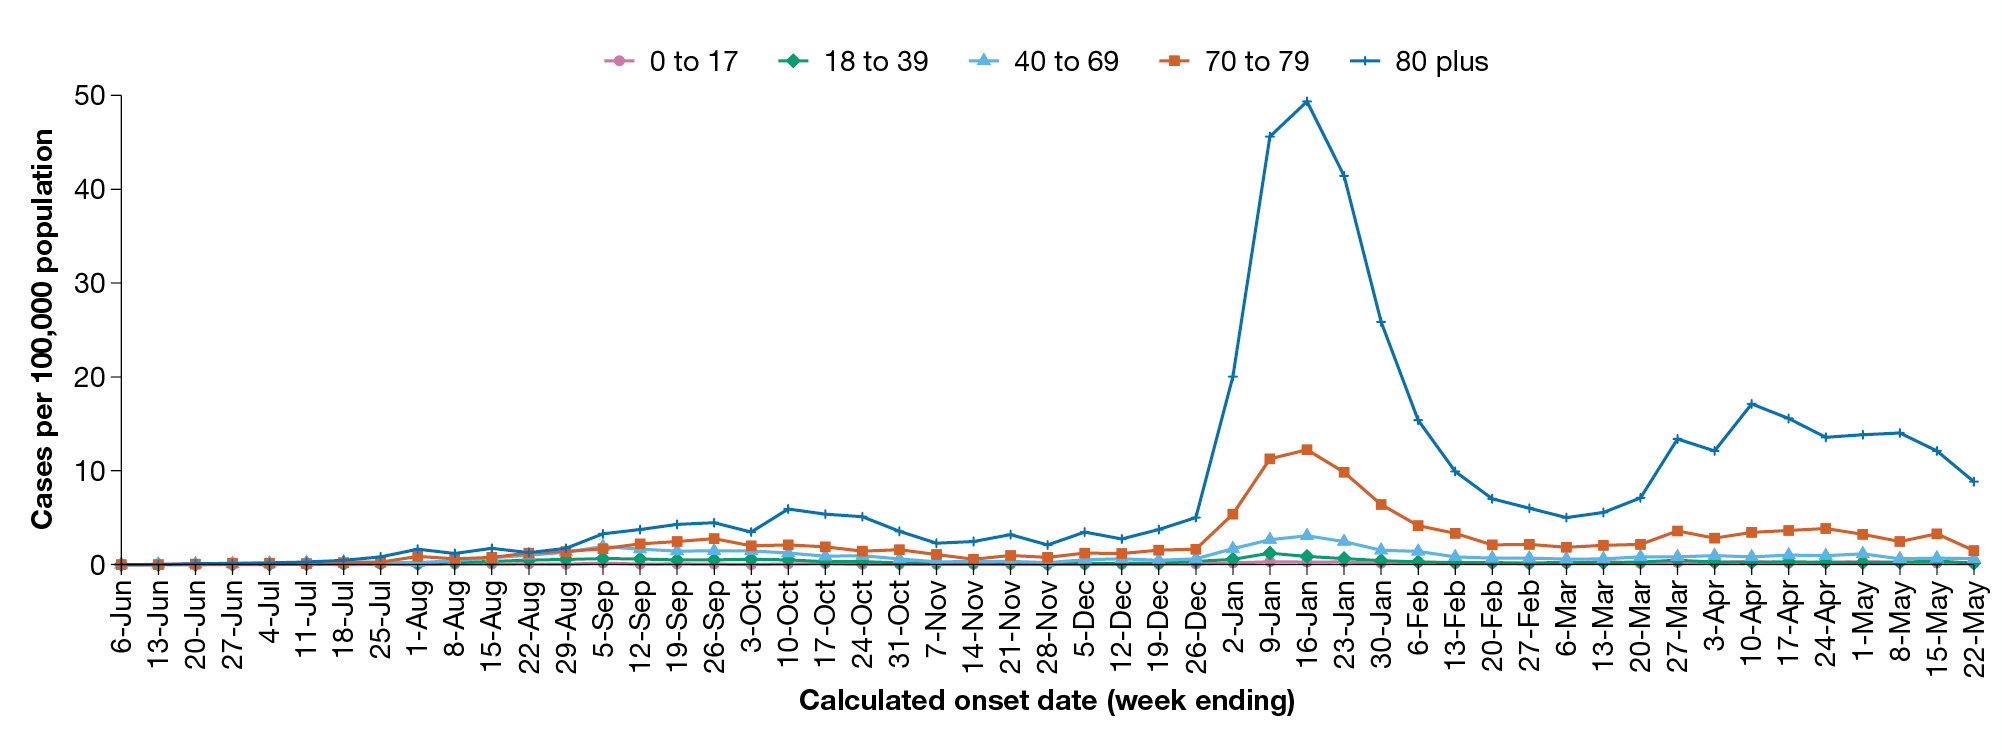 0 to 17 18 to 39 40 to 69 70 to 79 80 plus
Cases per 100,000 population
50
40
30
20
10
0
6-Jun 13-Jun 20-Jun 27-Jun 4-Jul 11-Jul 18-Jul 25-Jul 1-Aug 8-Aug 15-Aug 22-Aug 29-Aug 5-Sep 12-Sep 19-Sep 26-Sep 3-Oct 10-Oct 17-Oct 24-Oct 31-Oct 7-Nov 14-Nov 21-Nov 28-Nov 5-Dec 12-Dec 19-Dec 26-Dec 2-Jan 9-Jan 16-Jan 23-Jan 30-Jan 6-Feb 13-Feb 20-Feb 27-Feb 6-Mar 13-Mar 20-Mar 27-Mar 3-Apr 10-Apr 17-Apr 24-Apr 1-May 8-May 15-May 22-May
Calculated onset date (week ending)